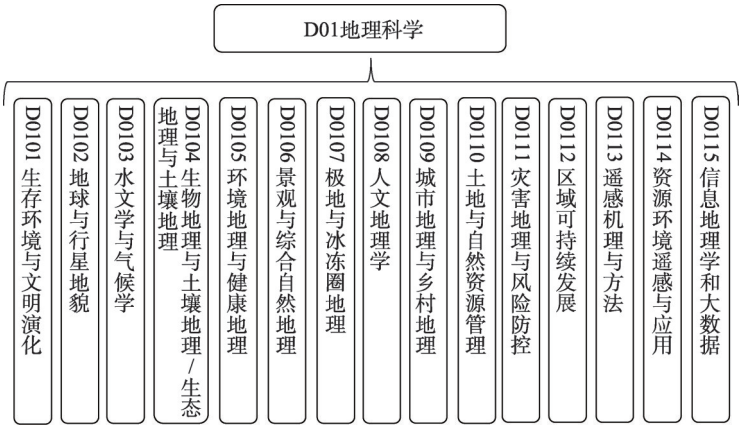 D01地理科学
D0101 生存环境与文明演化
D0102 地球与行星地貌
D0103 水文学与气候学
D0104 生物地理与土壤地理/生态
地理与土壤地理
D0105 环境地理与健康地理
D0106 景观与综合自然地理
D0107 极地与冰冻圈地理
D0108 人文地理学
D0109 城市地理与乡村地理
D0110 土地与自然资源管理
D0111 灾害地理与风险防控
D0112 区域可持续发展
D0113 遥感机理与方法
D0114 资源环境遥感与应用
D0115 信息地理学和大数据